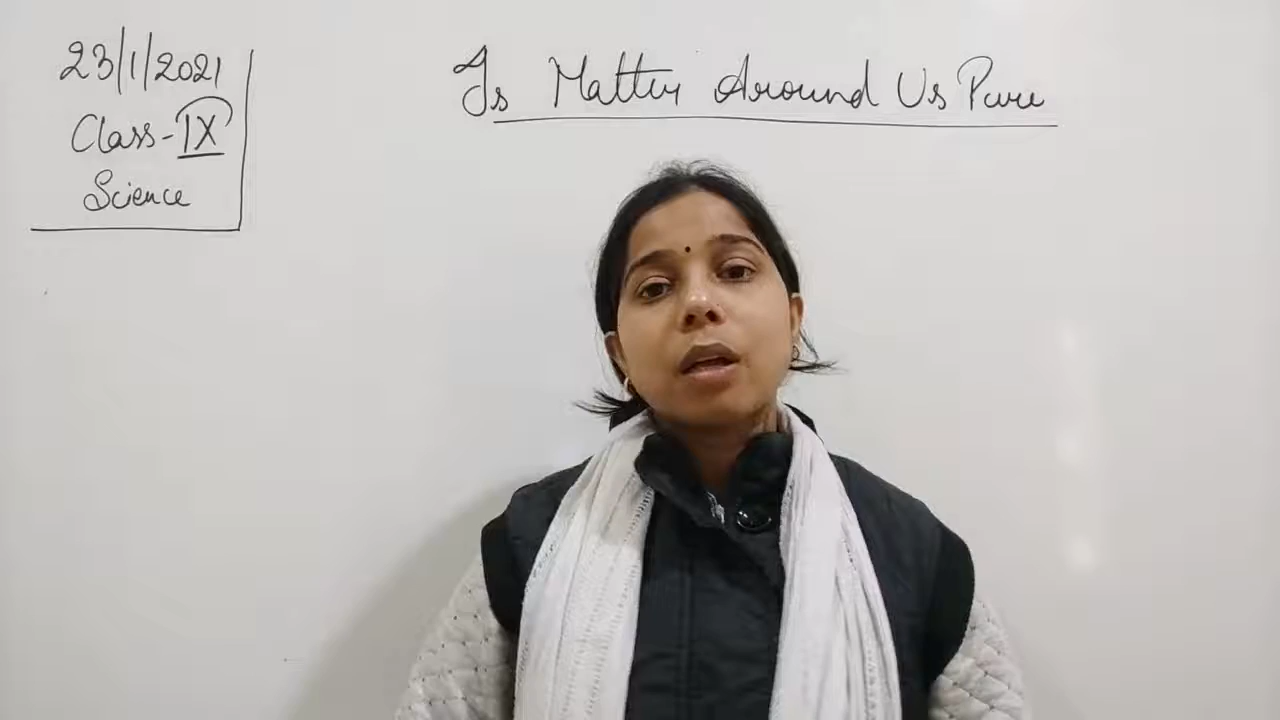 23/1/2021
Class-IX
Science
Is Matter Around Us Pure